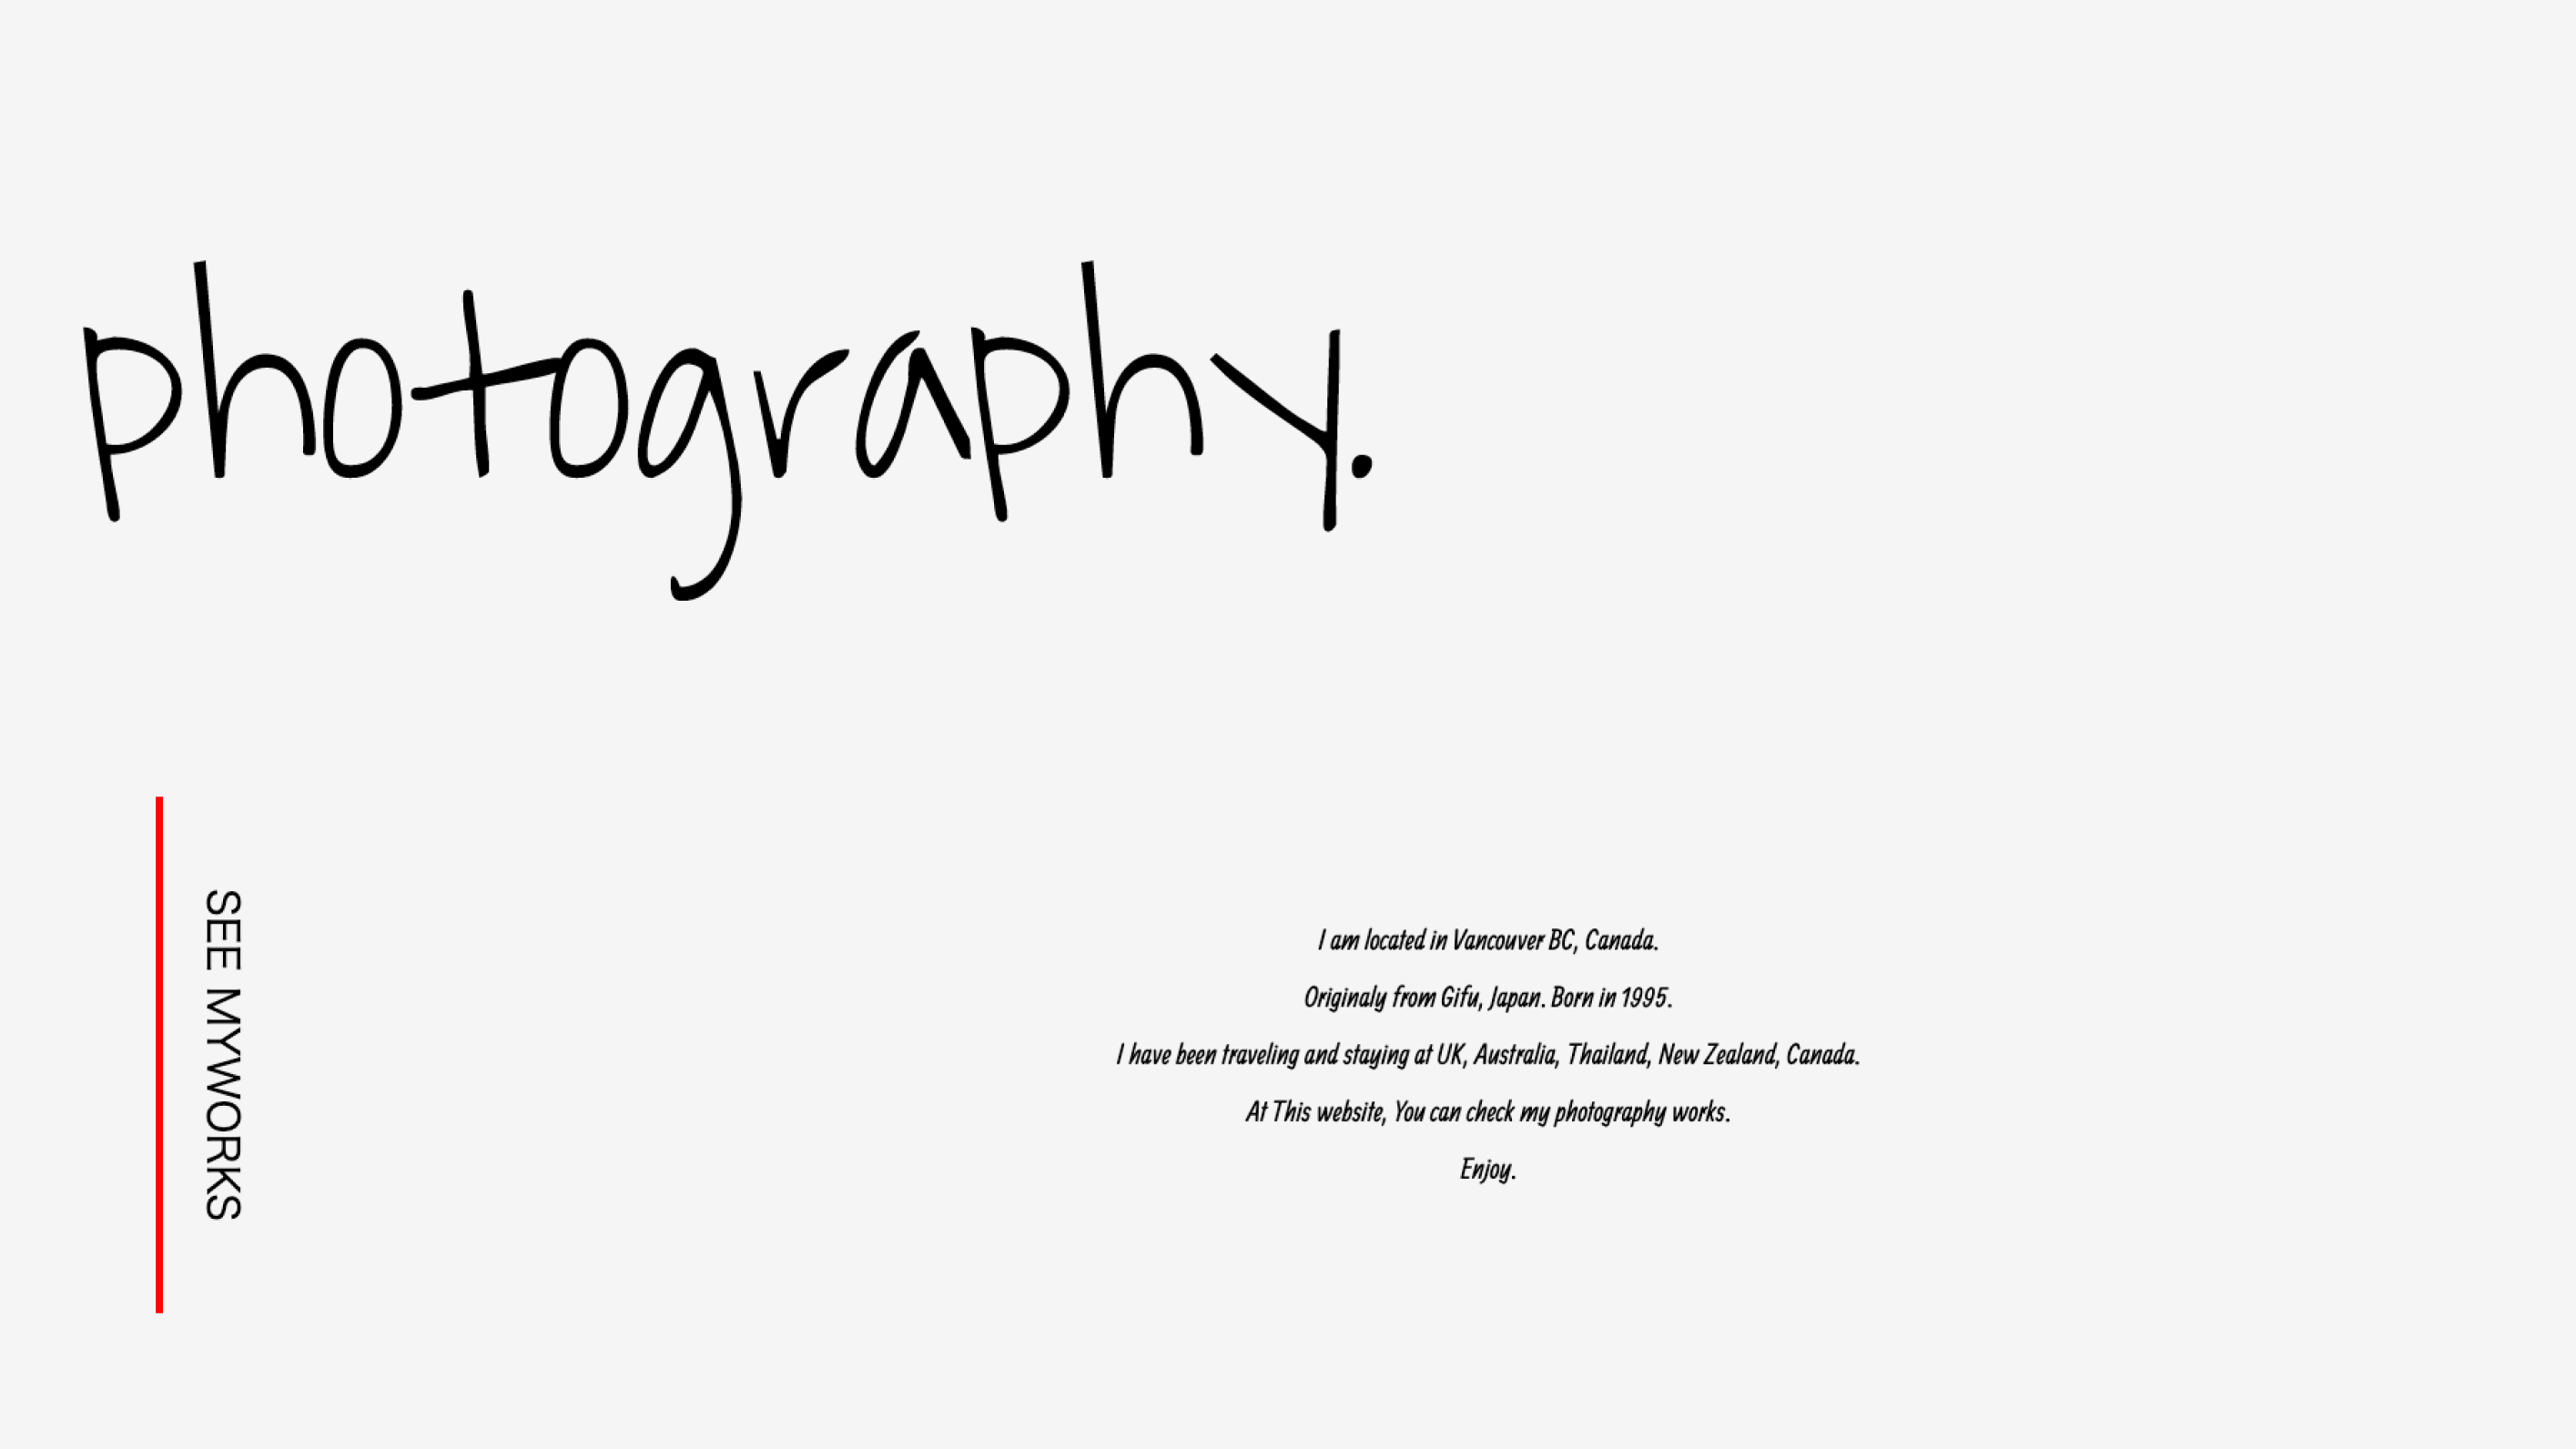 photography.
SEE MYWORKS
I am located in Vancouver BC, Canada.
Originaly from Gifu, Japan. Born in 1995.
I have been traveling and staying at UK, Australia, Thailand, New Zealand, Canada.
At This website, You can check my photography works.
Enjoy.